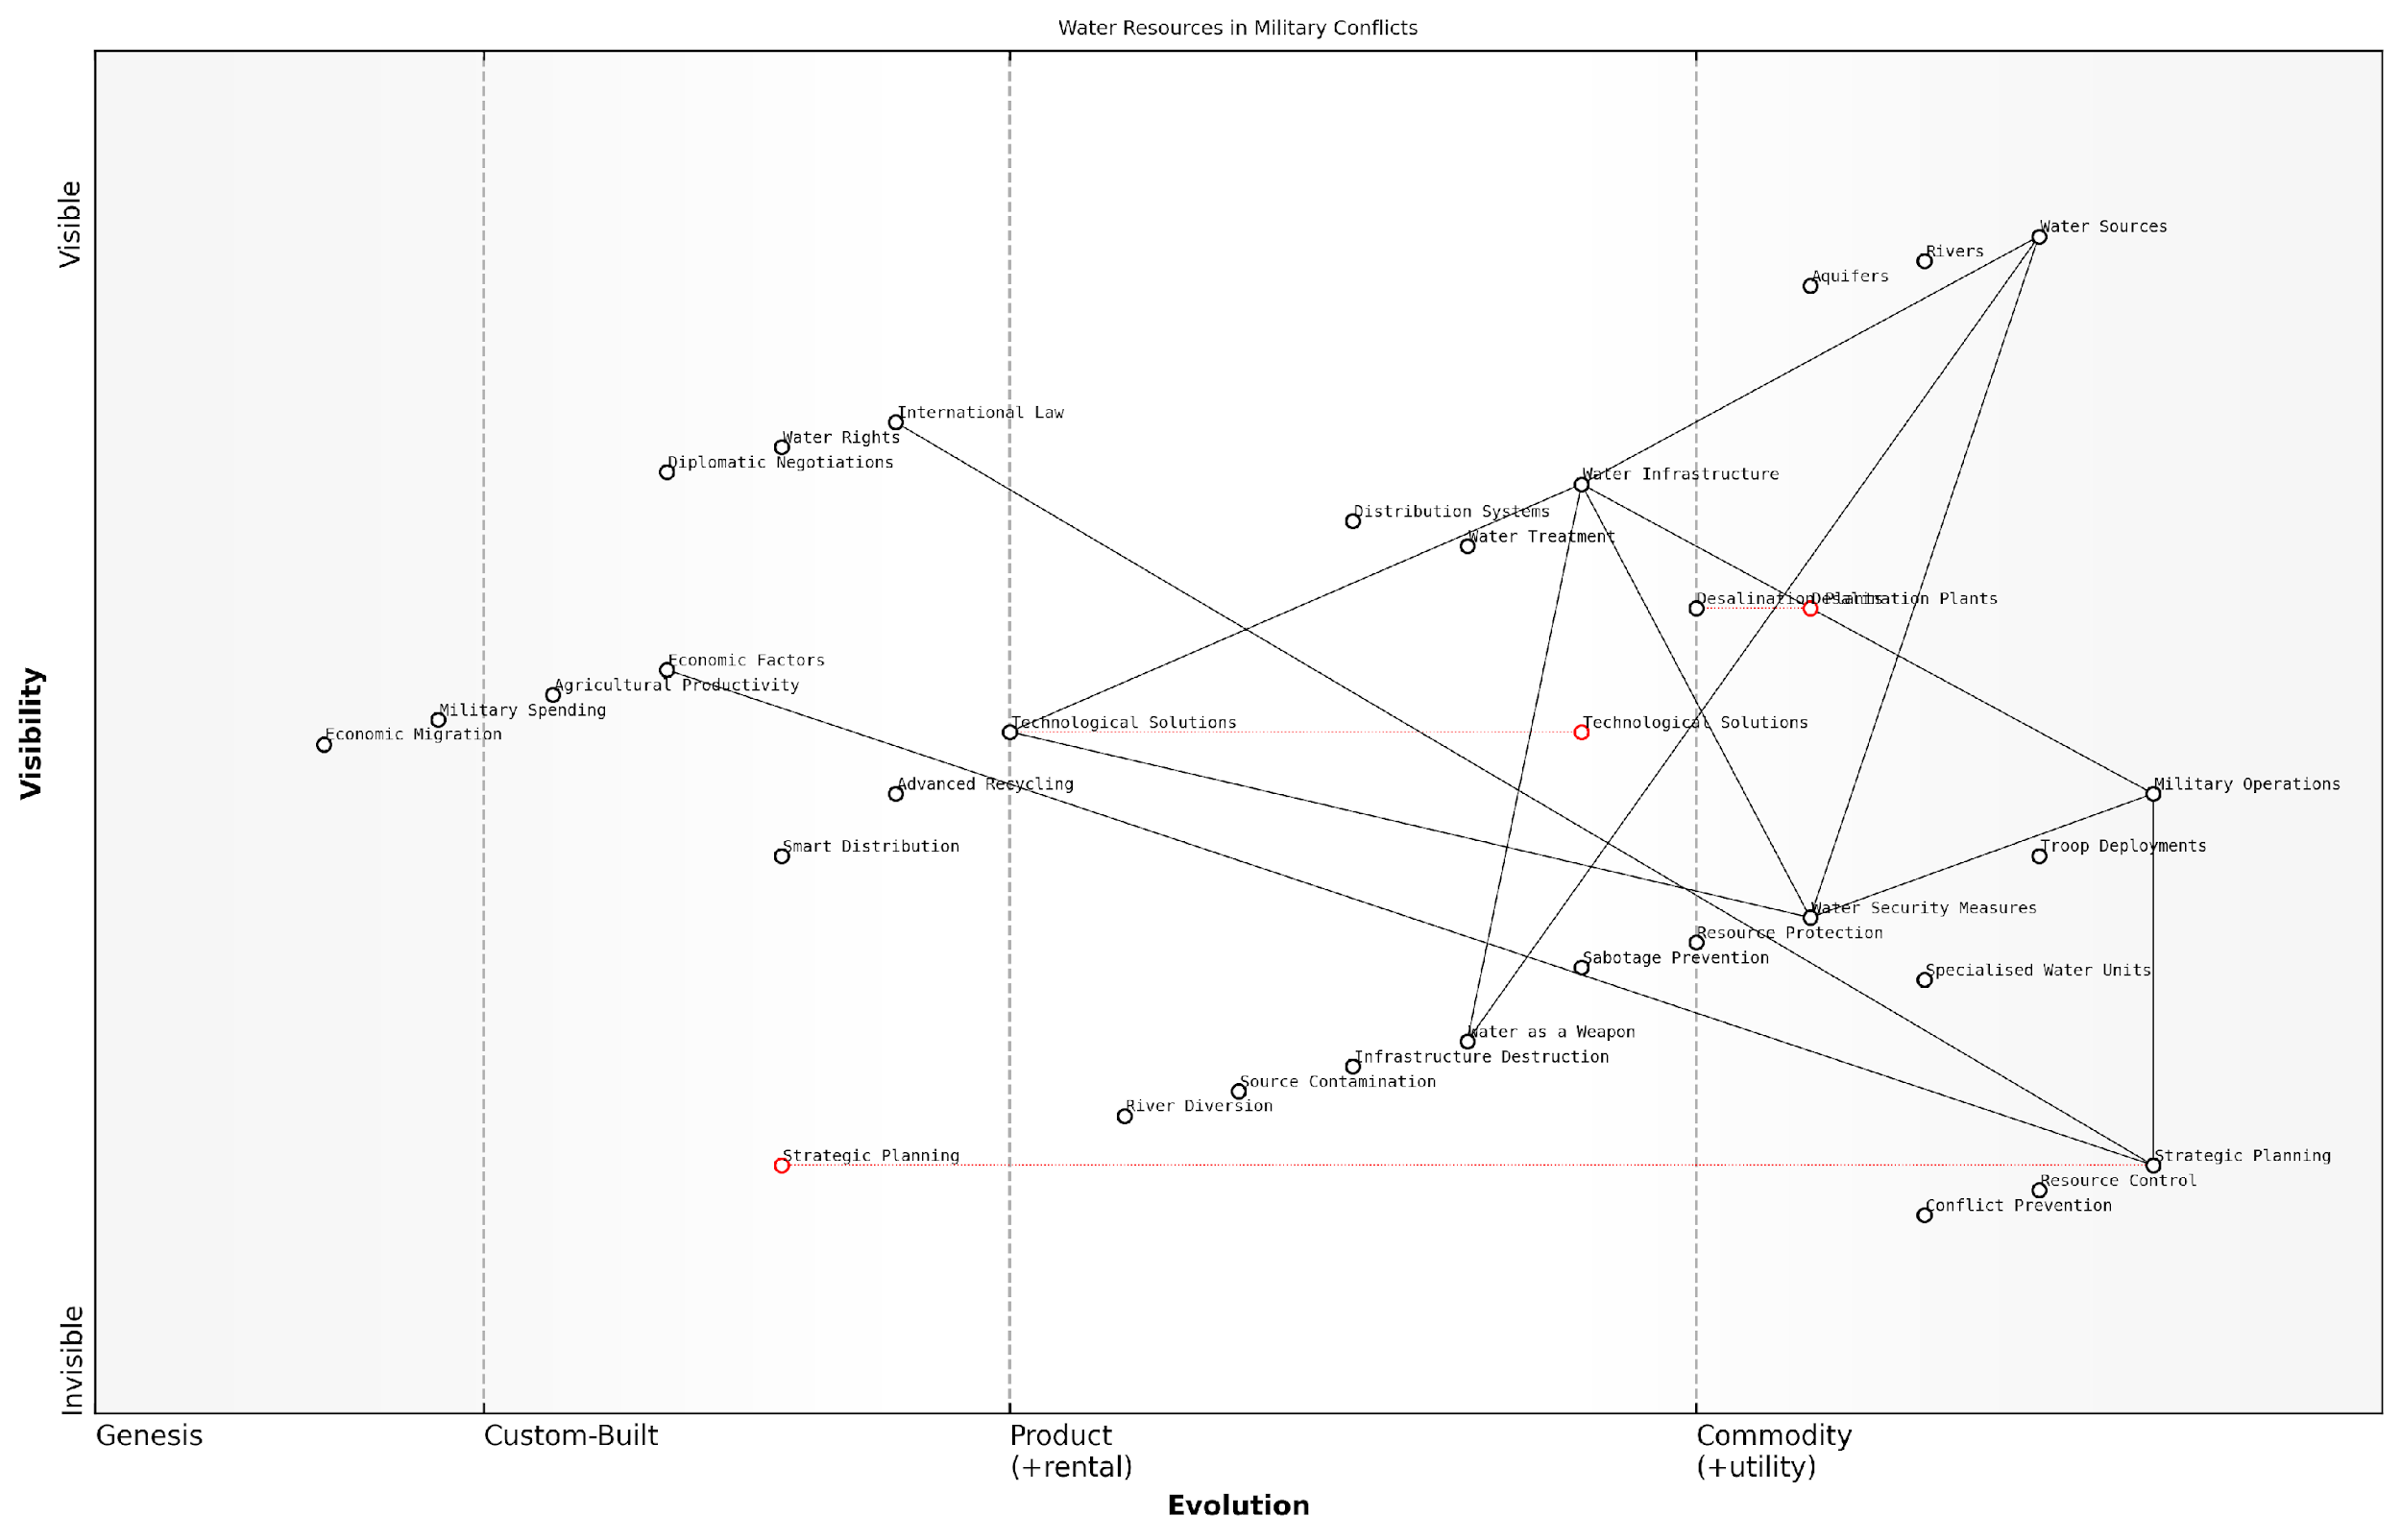 Water Resources in Military Conflicts
Visible
Visibility
Invisible
Water Sources
Rivers
Aquifers
International Law
Water Rights
Diplomatic Negotiations
Water Infrastructure
Distribution Systems
Water Treatment
Desalination Plants
Desalination Plants
Economic Factors
Agricultural Productivity
Military Spending
Economic Migration
Technological Solutions
Technological Solutions
Advanced Recycling
Military Operations
Smart Distribution
Troop Deployments
Water Security Measures
Resource Protection
Sabotage Prevention
Specialised Water Units
Water as a Weapon
Infrastructure Destruction
Source Contamination
River Diversion
Strategic Planning
Strategic Planning
Resource Control
Conflict Prevention
Genesis
Custom-Built
Product
(+rental)
Commodity
(+utility)
Evolution